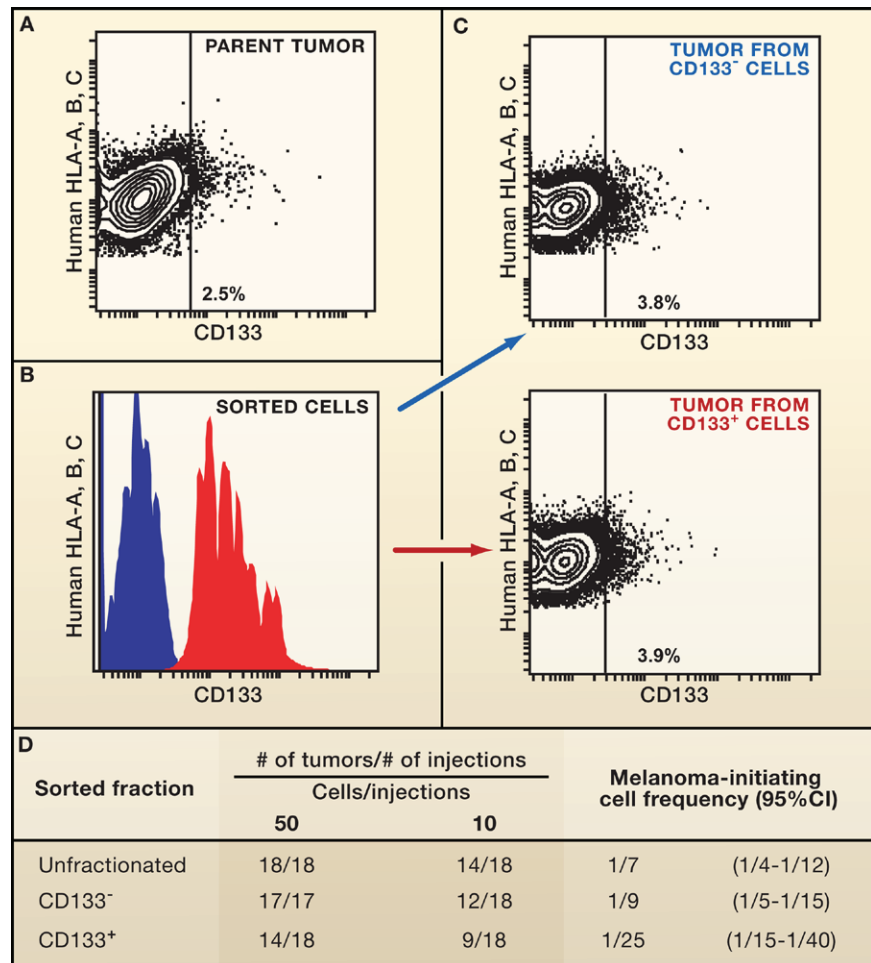 A
PARENT TUMOR
Human HLA-A, B, C
2.5%
CD133
B
SORTED CELLS
Human HLA-A, B, C
CD133
C
TUMOR FROM
CD133⁻ CELLS
Human HLA-A, B, C
3.8%
CD133
TUMOR FROM
CD133⁺ CELLS
Human HLA-A, B, C
3.9%
CD133
D
# of tumors/# of injections
Sorted fraction Cells/injections Melanoma-initiating
cell frequency (95%CI)
50 10
Unfractionated 18/18 14/18 1/7 (1/4-1/12)
CD133⁻ 17/17 12/18 1/9 (1/5-1/15)
CD133⁺ 14/18 9/18 1/25 (1/15-1/40)